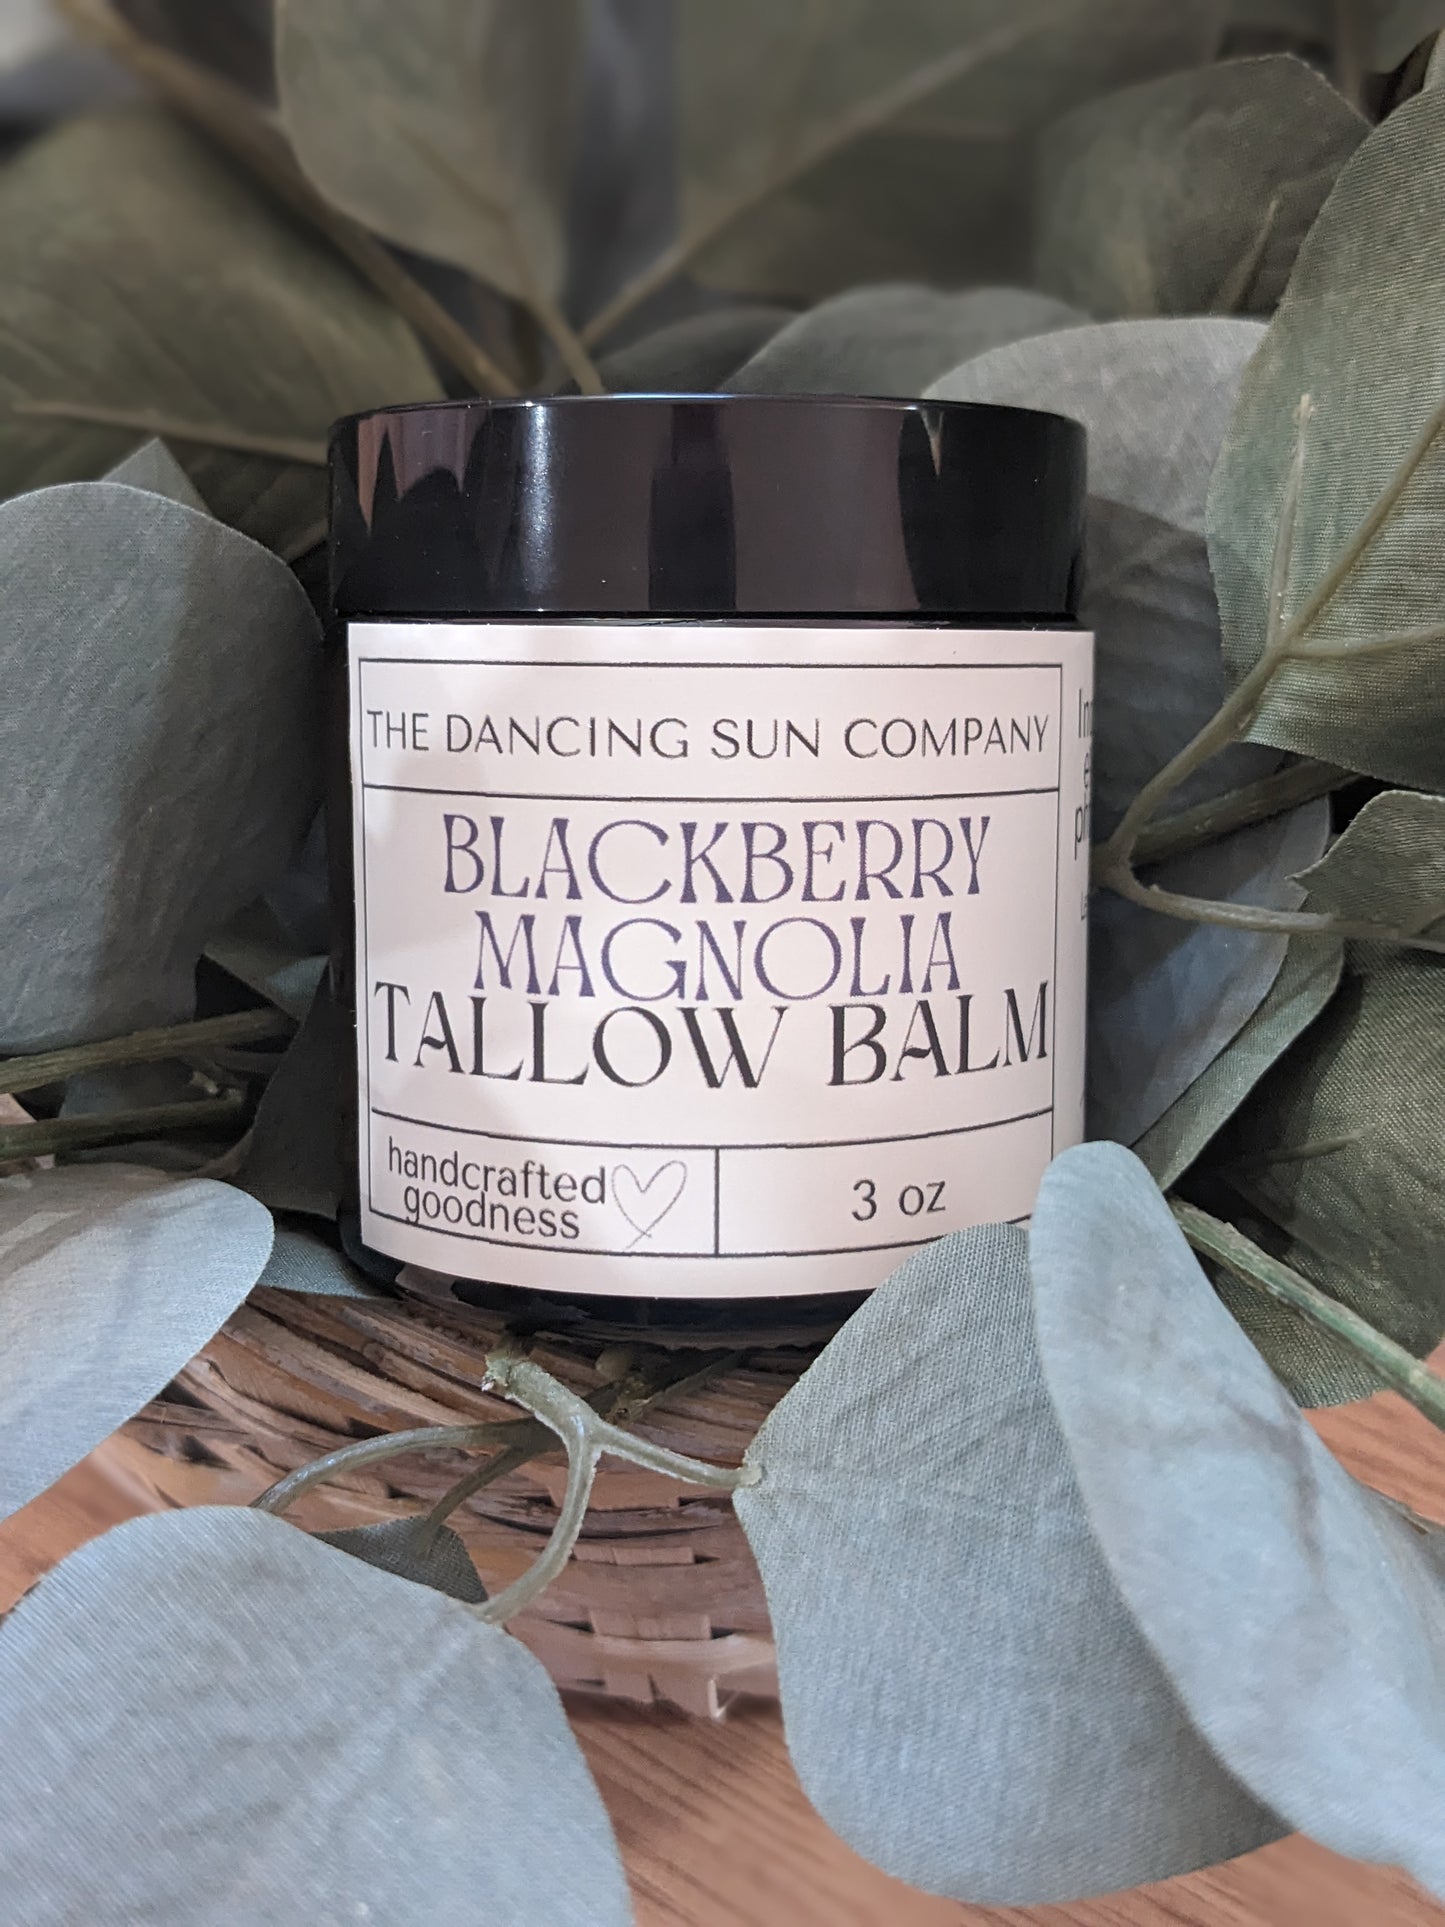 THE DANCING SUN COMPANY
BLACKBERRY
MAGNOLIA
TALLOW BALM
handcrafted
goodness
3 oz